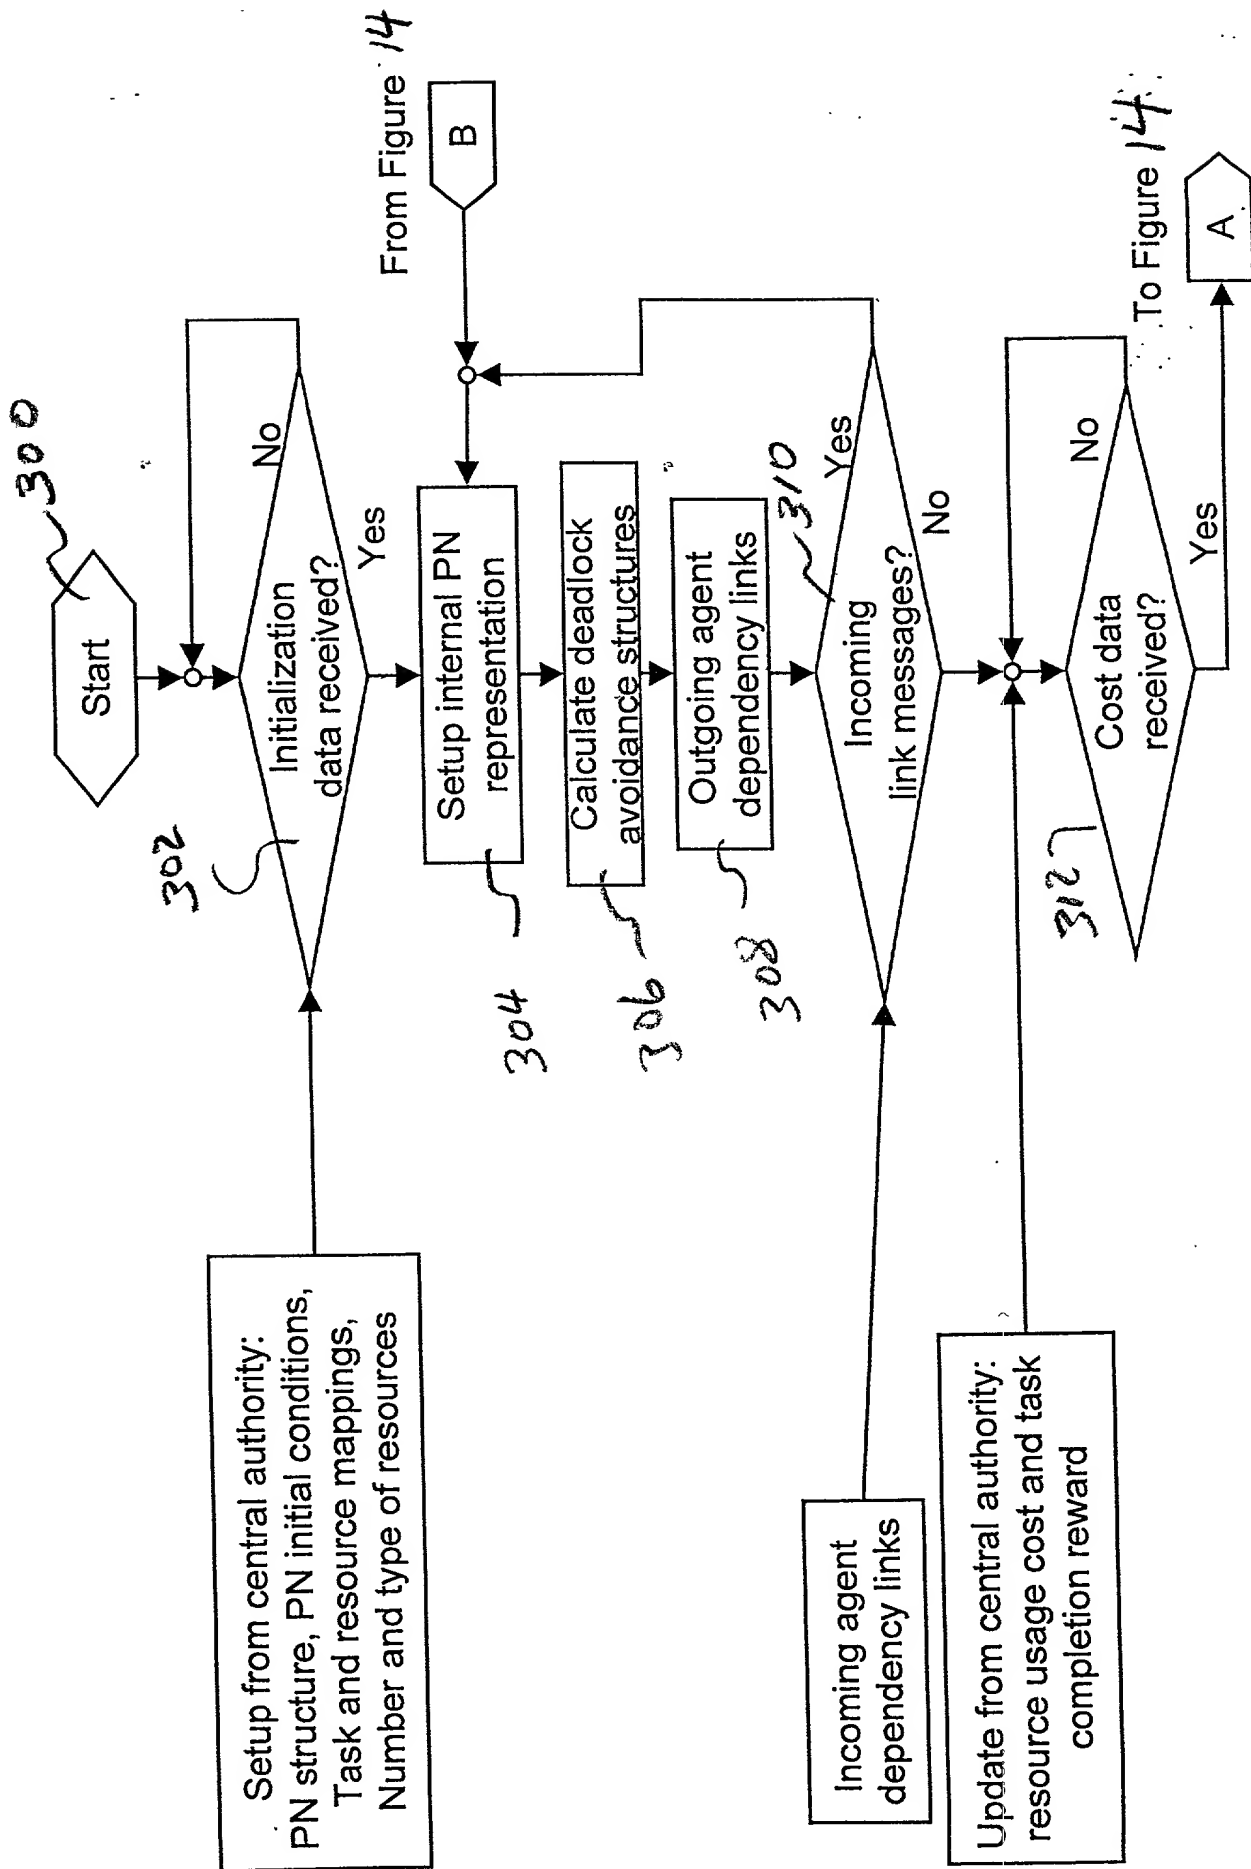 300
Start
302
Initialization
data received?
No
Yes
Setup from central authority:
PN structure, PN initial conditions,
Task and resource mappings,
Number and type of resources
From Figure 14
B
304
Setup internal PN
representation
306
Calculate deadlock
avoidance structures
308
Outgoing agent
dependency links
310
Incoming
link messages?
Yes
No
Incoming agent
dependency links
Update from central authority:
resource usage cost and task
completion reward
312
Cost data
received?
No
Yes
To Figure 14
A